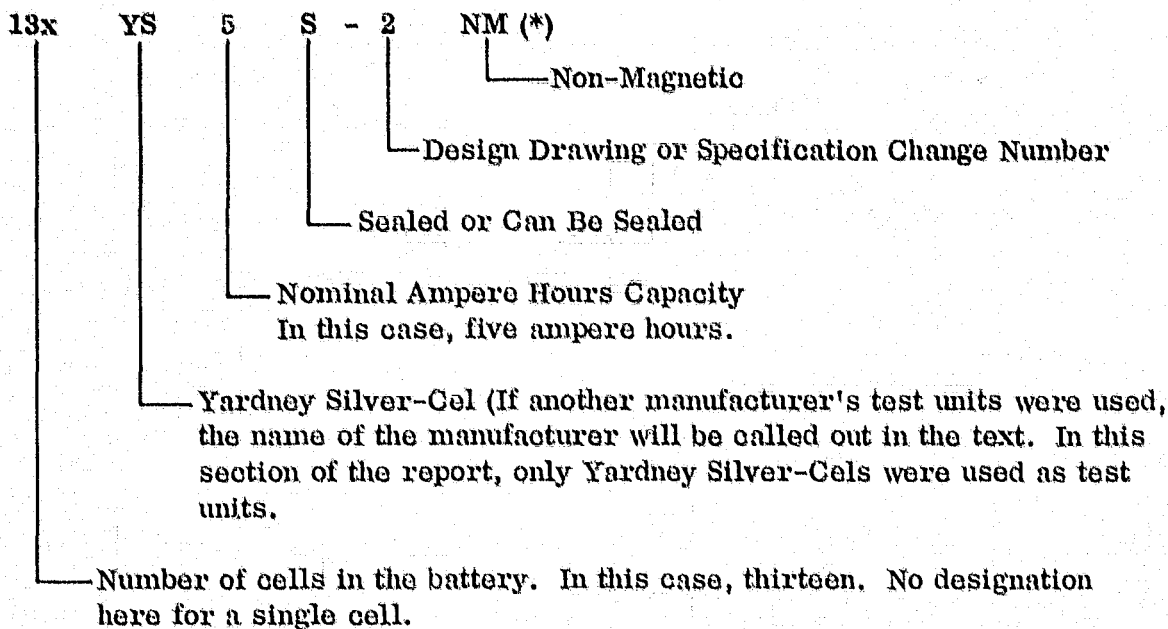 13x YS 5 S - 2 NM (*)
Non-Magnetic
Design Drawing or Specification Change Number
Sealed or Can Be Sealed
Nominal Ampere Hours Capacity
In this case, five ampere hours.
Yardney Silver-Cel (If another manufacturer's test units were used,
the name of the manufacturer will be called out in the text. In this
section of the report, only Yardney Silver-Cels were used as test
units.
Number of cells in the battery. In this case, thirteen. No designation
here for a single cell.